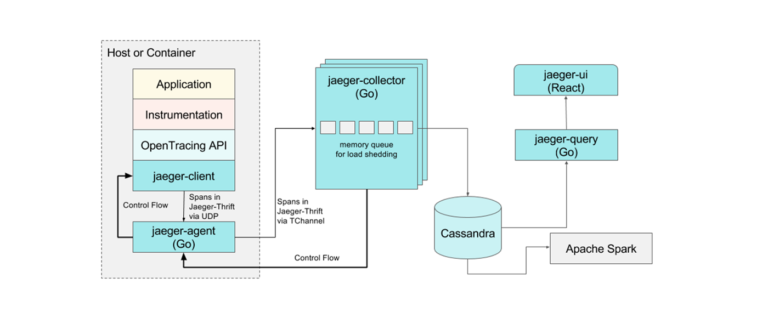 Host or Container
Application
Instrumentation
OpenTracing API
jaeger-client
Control Flow
Spans in
Jaeger-Thrift
via UDP
jaeger-agent
(Go)
Spans in
Jaeger-Thrift
via TChannel
Control Flow
jaeger-collector
(Go)
memory queue
for load shedding
Cassandra
jaeger-ui
(React)
jaeger-query
(Go)
Apache Spark